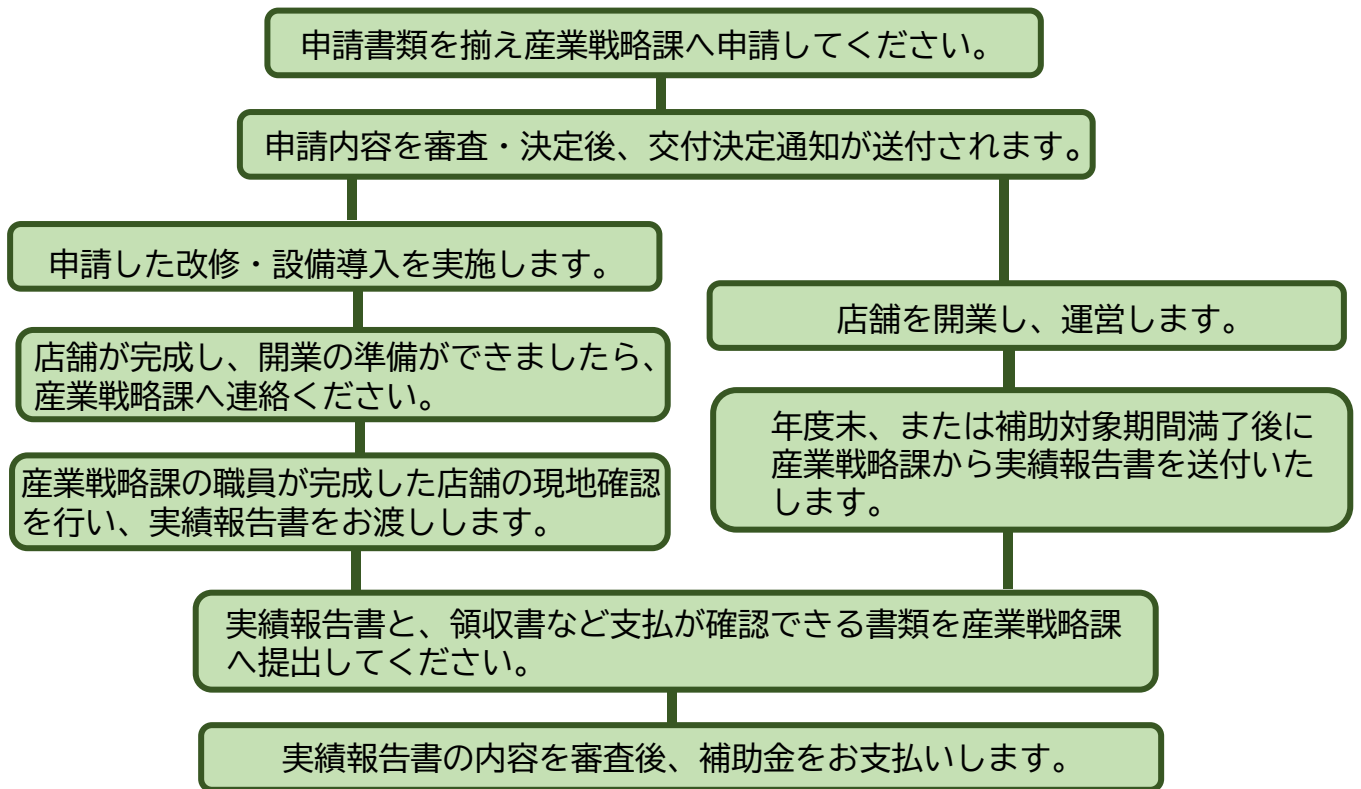 申請書類を揃え産業戦略課へ申請してください。
申請内容を審査・決定後、交付決定通知が送付されます。
申請した改修・設備導入を実施します。
店舗が完成し、開業の準備ができましたら、
産業戦略課へ連絡ください。
産業戦略課の職員が完成した店舗の現地確認
を行い、実績報告書をお渡しします。
店舗を開業し、運営します。
年度末、または補助対象期間満了後に
産業戦略課から実績報告書を送付いた
します。
実績報告書と、領収書など支払が確認できる書類を産業戦略課
へ提出してください。
実績報告書の内容を審査後、補助金をお支払いします。